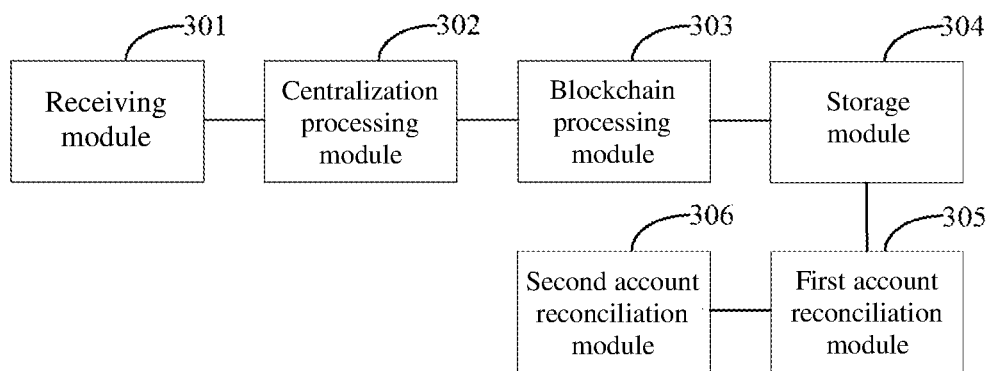 301
302
303
304
Receiving
module
Centralization
processing
module
Blockchain
processing
module
Storage
module
306
305
Second account
reconciliation
module
First account
reconciliation
module